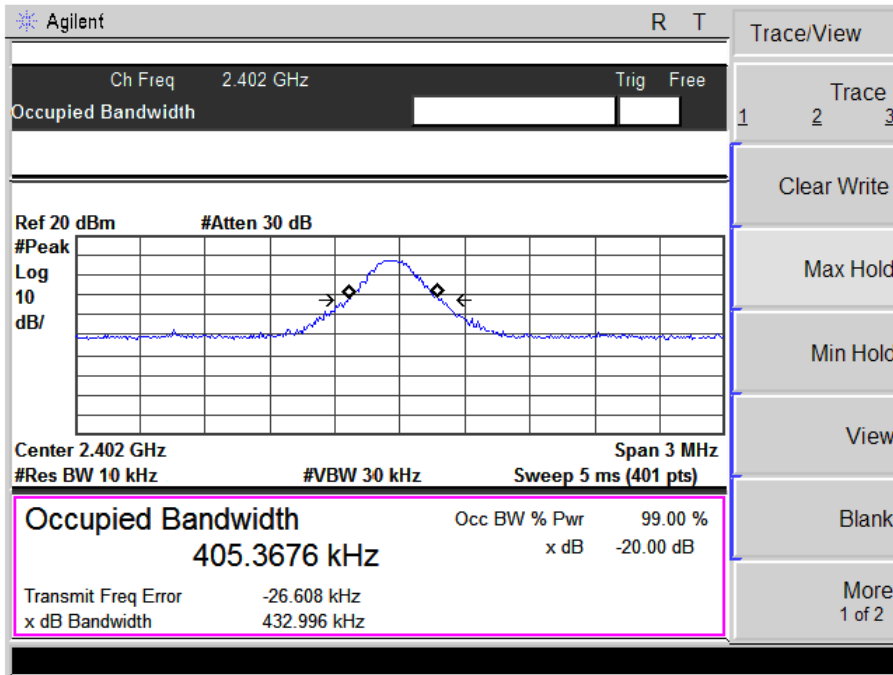 Agilent R T
Trace/View
Ch Freq 2.402 GHz Trig Free
Occupied Bandwidth
Trace
1 2 3
Clear Write
Max Hold
Min Hold
View
Blank
More
1 of 2
Ref 20 dBm #Atten 30 dB
#Peak
Log
10
dB/
Center 2.402 GHz Span 3 MHz
#Res BW 10 kHz #VBW 30 kHz Sweep 5 ms (401 pts)
Occupied Bandwidth Occ BW % Pwr 99.00 %
405.3676 kHz x dB -20.00 dB
Transmit Freq Error -26.608 kHz
x dB Bandwidth 432.996 kHz